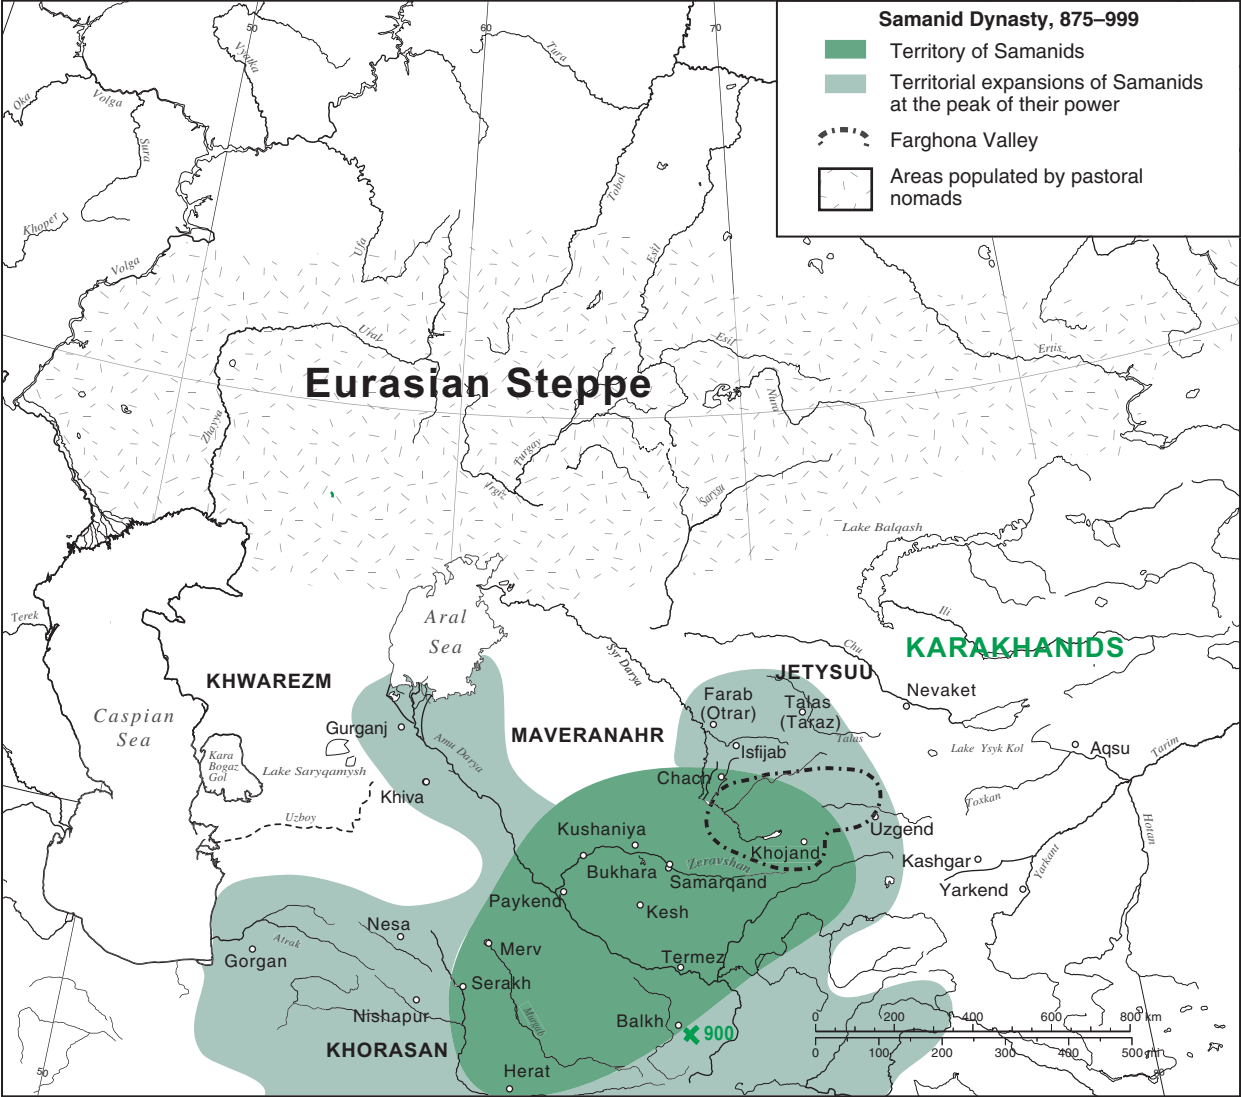 Samanid Dynasty, 875–999
Territory of Samanids
Territorial expansions of Samanids
at the peak of their power
Farghona Valley
Areas populated by pastoral
nomads
50
60
70
Vyatka
Tura
Oka
Volga
Sura
Tobol
Khoper
Ufa
Esil
Volga
Ural
Esil
Ertis
Eurasian Steppe
Nura
Zhayya
Turgay
Irgiz
Sarysu
Lake Balqash
Aral
Sea
Terek
Ili
Syr Darya
Chu
KARAKHANIDS
JETYSUU
KHWAREZM
Nevaket
Farab
(Otrar)
Talas
(Taraz)
Caspian
Sea
Gurganj
MAVERANAHR
Talas
Isfijab
Lake Ysyk Kol
Aqsu
Tarim
Amu Darya
Kara
Bogaz
Gol
Lake Saryqamysh
Chach
Khiva
Toxkan
Uzboy
Kushaniya
Uzgend
Hotan
Khojand
Bukhara
Zeravshan
Samarqand
Kashgar
Yarkant
Yarkend
Paykend
Kesh
Nesa
Atrak
Gorgan
Merv
Termez
Serakh
Nishapur
Murgab
Balkh
900
0
200
400
600
800 km
KHORASAN
0
100
200
300
400
500 mi
Herat
50
80